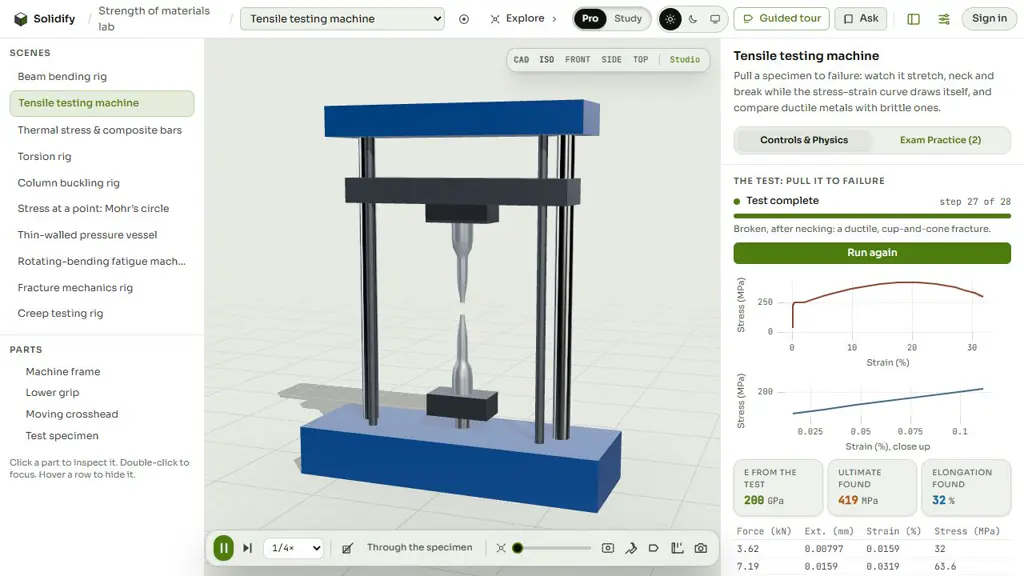 Solidify
/
Strength of materials
lab
/
Tensile testing machine
Explore
Pro
Study
Guided tour
Ask
Sign in
SCENES
Beam bending rig
Tensile testing machine
Thermal stress & composite bars
Torsion rig
Column buckling rig
Stress at a point: Mohr's circle
Thin-walled pressure vessel
Rotating-bending fatigue mach...
Fracture mechanics rig
Creep testing rig
PARTS
Machine frame
Lower grip
Moving crosshead
Test specimen
Click a part to inspect it. Double-click to
focus. Hover a row to hide it.
CAD ISO FRONT SIDE TOP Studio
1/4×
Through the specimen
Tensile testing machine
Pull a specimen to failure: watch it stretch, neck and
break while the stress–strain curve draws itself, and
compare ductile metals with brittle ones.
Controls & Physics
Exam Practice (2)
THE TEST: PULL IT TO FAILURE
Test complete
step 27 of 28
Broken, after necking: a ductile, cup-and-cone fracture.
Run again
Stress (MPa)
250
0
0 10 20 30
Strain (%)
Stress (MPa)
200
0.025 0.05 0.075 0.1
Strain (%), close up
E FROM THE
TEST
200 GPa
ULTIMATE
FOUND
419 MPa
ELONGATION
FOUND
32 %
Force (kN) Ext. (mm) Strain (%) Stress (MPa)
3.62 0.00797 0.0159 32
7.19 0.0159 0.0319 63.6